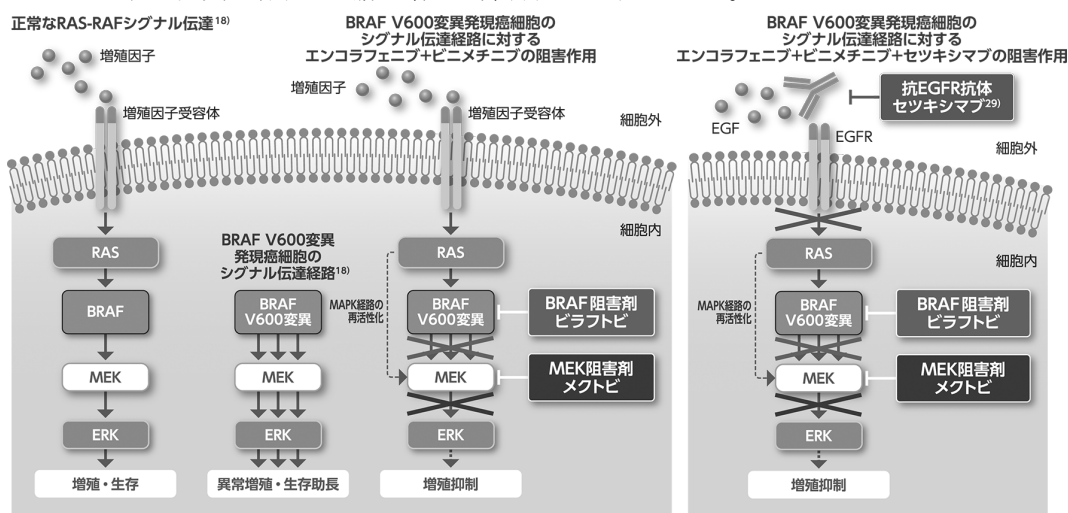 正常なRAS-RAFシグナル伝達18)
増殖因子
増殖因子受容体
RAS
BRAF
MEK
ERK
増殖・生存
BRAF V600変異
発現癌細胞の
シグナル伝達経路18)
BRAF
V600変異
MEK
ERK
異常増殖・生存助長
BRAF V600変異発現癌細胞の
シグナル伝達経路に対する
エンコラフェニブ+ビニメチニブの阻害作用
増殖因子
増殖因子受容体
細胞外
細胞内
RAS
MAPK経路の
再活性化
BRAF
V600変異
BRAF阻害剤
ビラフトビ
MEK
MEK阻害剤
メクトビ
ERK
増殖抑制
BRAF V600変異発現癌細胞の
シグナル伝達経路に対する
エンコラフェニブ+ビニメチニブ+セツキシマブの阻害作用
抗EGFR抗体
セツキシマブ29)
EGF
EGFR
細胞外
細胞内
RAS
MAPK経路の
再活性化
BRAF
V600変異
BRAF阻害剤
ビラフトビ
MEK
MEK阻害剤
メクトビ
ERK
増殖抑制